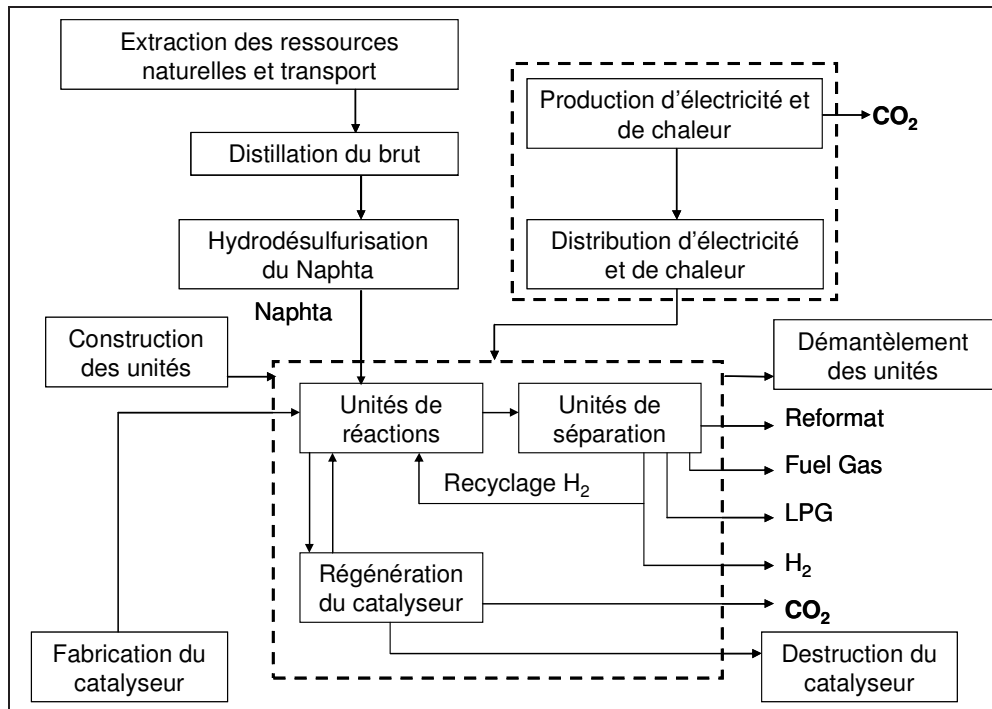 Extraction des ressources
naturelles et transport
Production d'électricité et
de chaleur
CO2
Distillation du brut
Hydrodésulfurisation
du Naphta
Distribution d'électricité
et de chaleur
Naphta
Construction
des unités
Démantèlement
des unités
Unités de
réactions
Unités de
séparation
Reformat
Fuel Gas
Recyclage H2
LPG
H2
Régénération
du catalyseur
CO2
Fabrication du
catalyseur
Destruction du
catalyseur